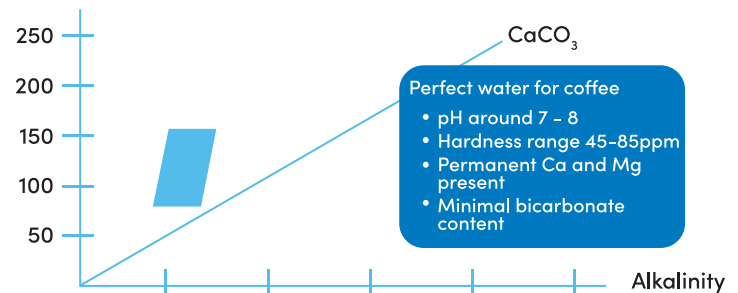 250
CaCO₃
200
Perfect water for coffee
• pH around 7 - 8
150
• Hardness range 45-85ppm
• Permanent Ca and Mg
present
100
• Minimal bicarbonate
content
50
Alkalinity